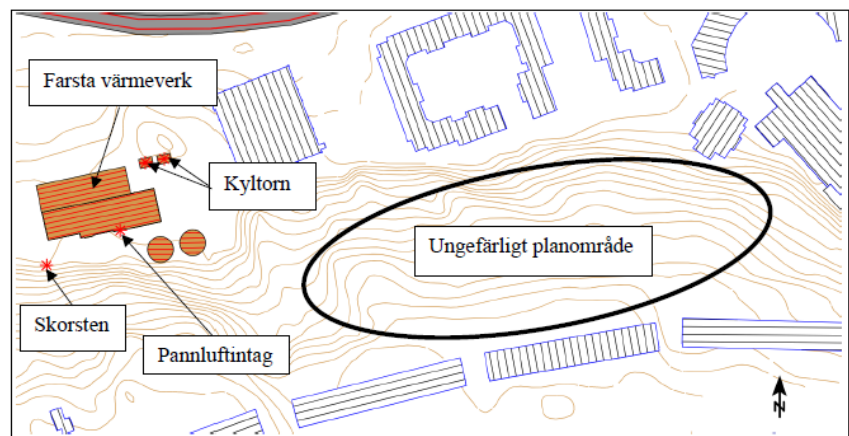 Farsta värmeverk
Kyltorn
Ungefärligt planområde
Skorsten
Pannluftintag
N